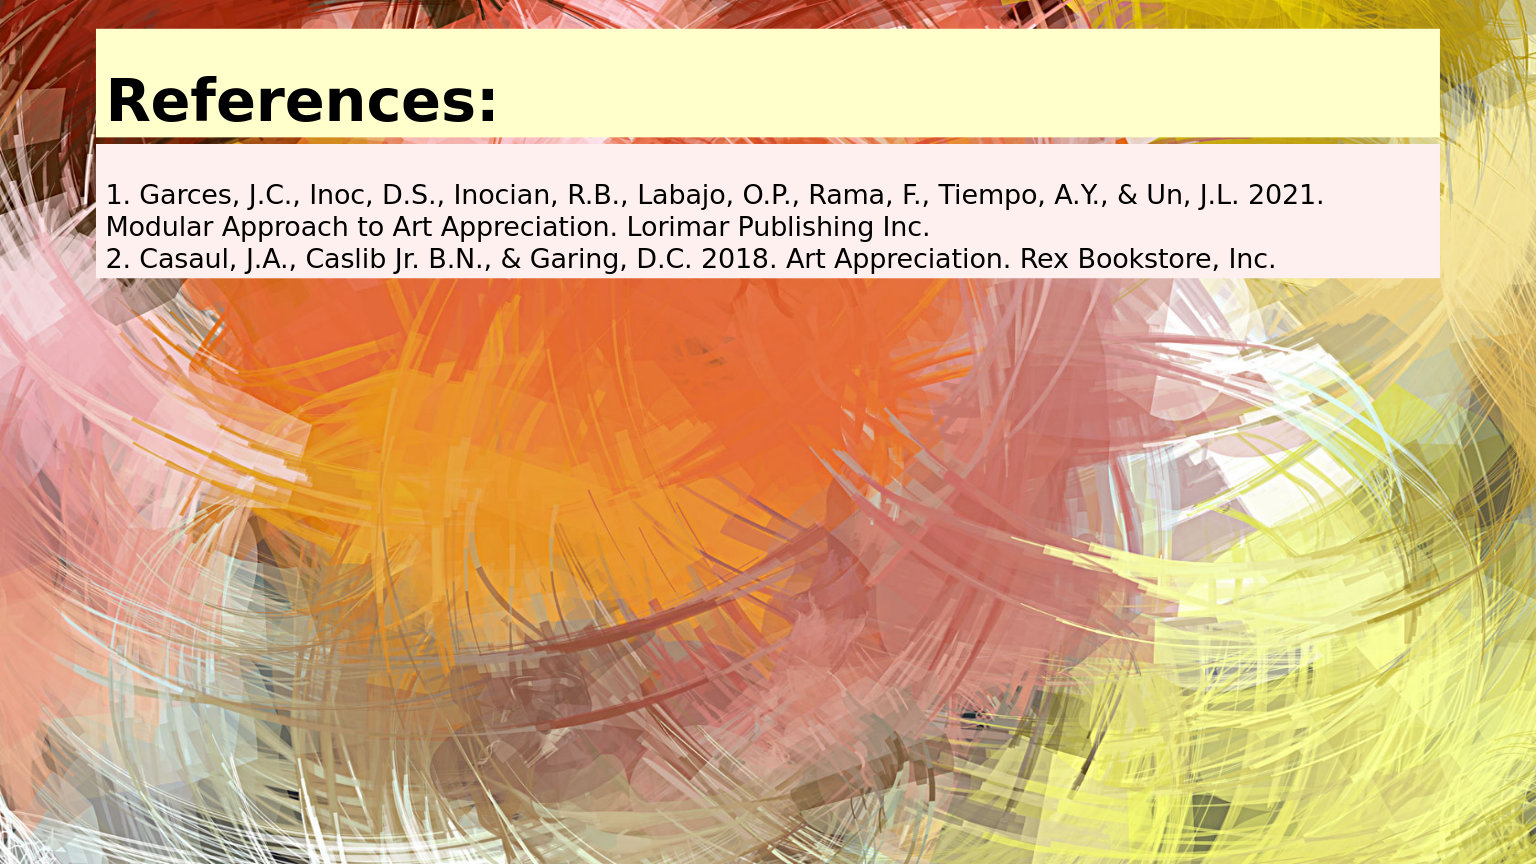 References:
1. Garces, J.C., Inoc, D.S., Inocian, R.B., Labajo, O.P., Rama, F., Tiempo, A.Y., & Un, J.L. 2021.
Modular Approach to Art Appreciation. Lorimar Publishing Inc.
2. Casaul, J.A., Caslib Jr. B.N., & Garing, D.C. 2018. Art Appreciation. Rex Bookstore, Inc.